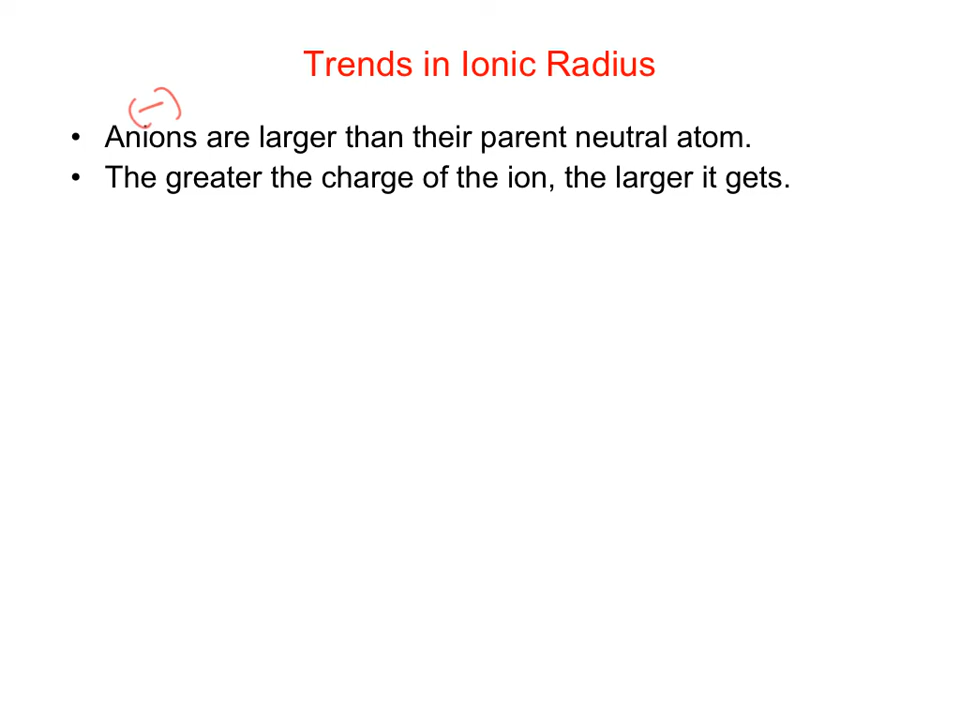 Trends in Ionic Radius
(−)
• Anions are larger than their parent neutral atom.
• The greater the charge of the ion, the larger it gets.